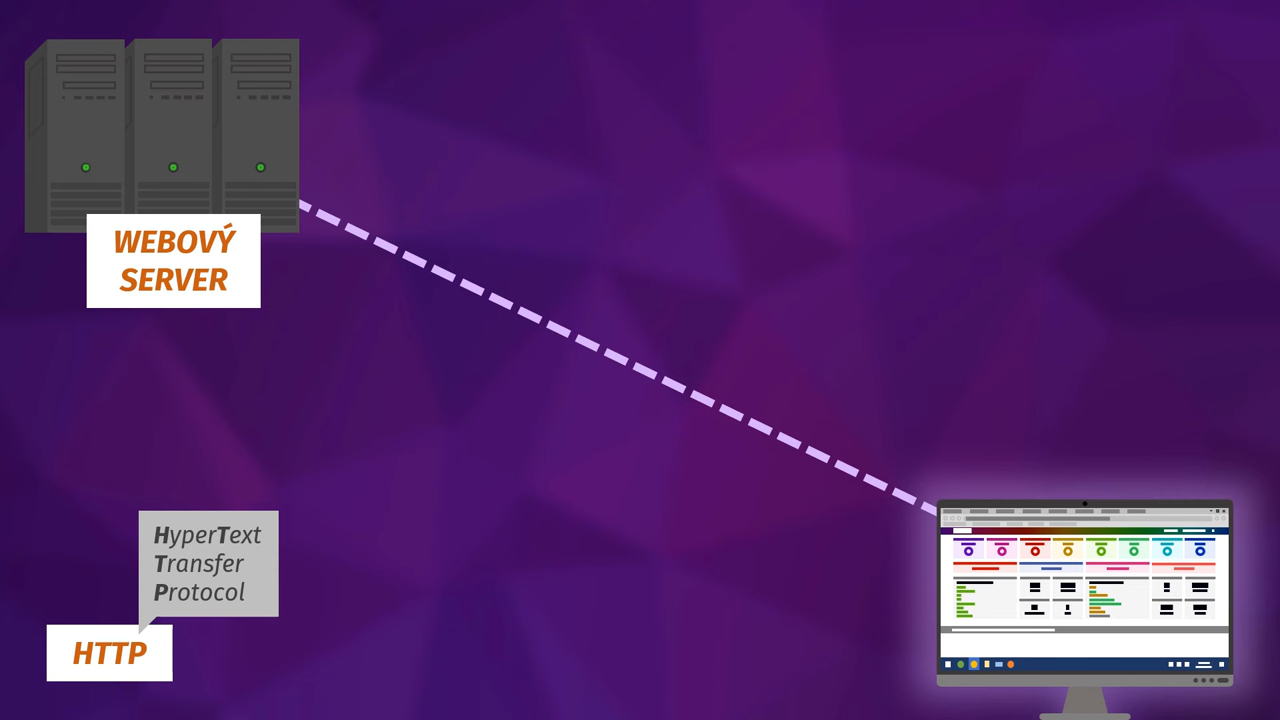 WEBOVÝ
SERVER
HyperText
Transfer
Protocol
HTTP